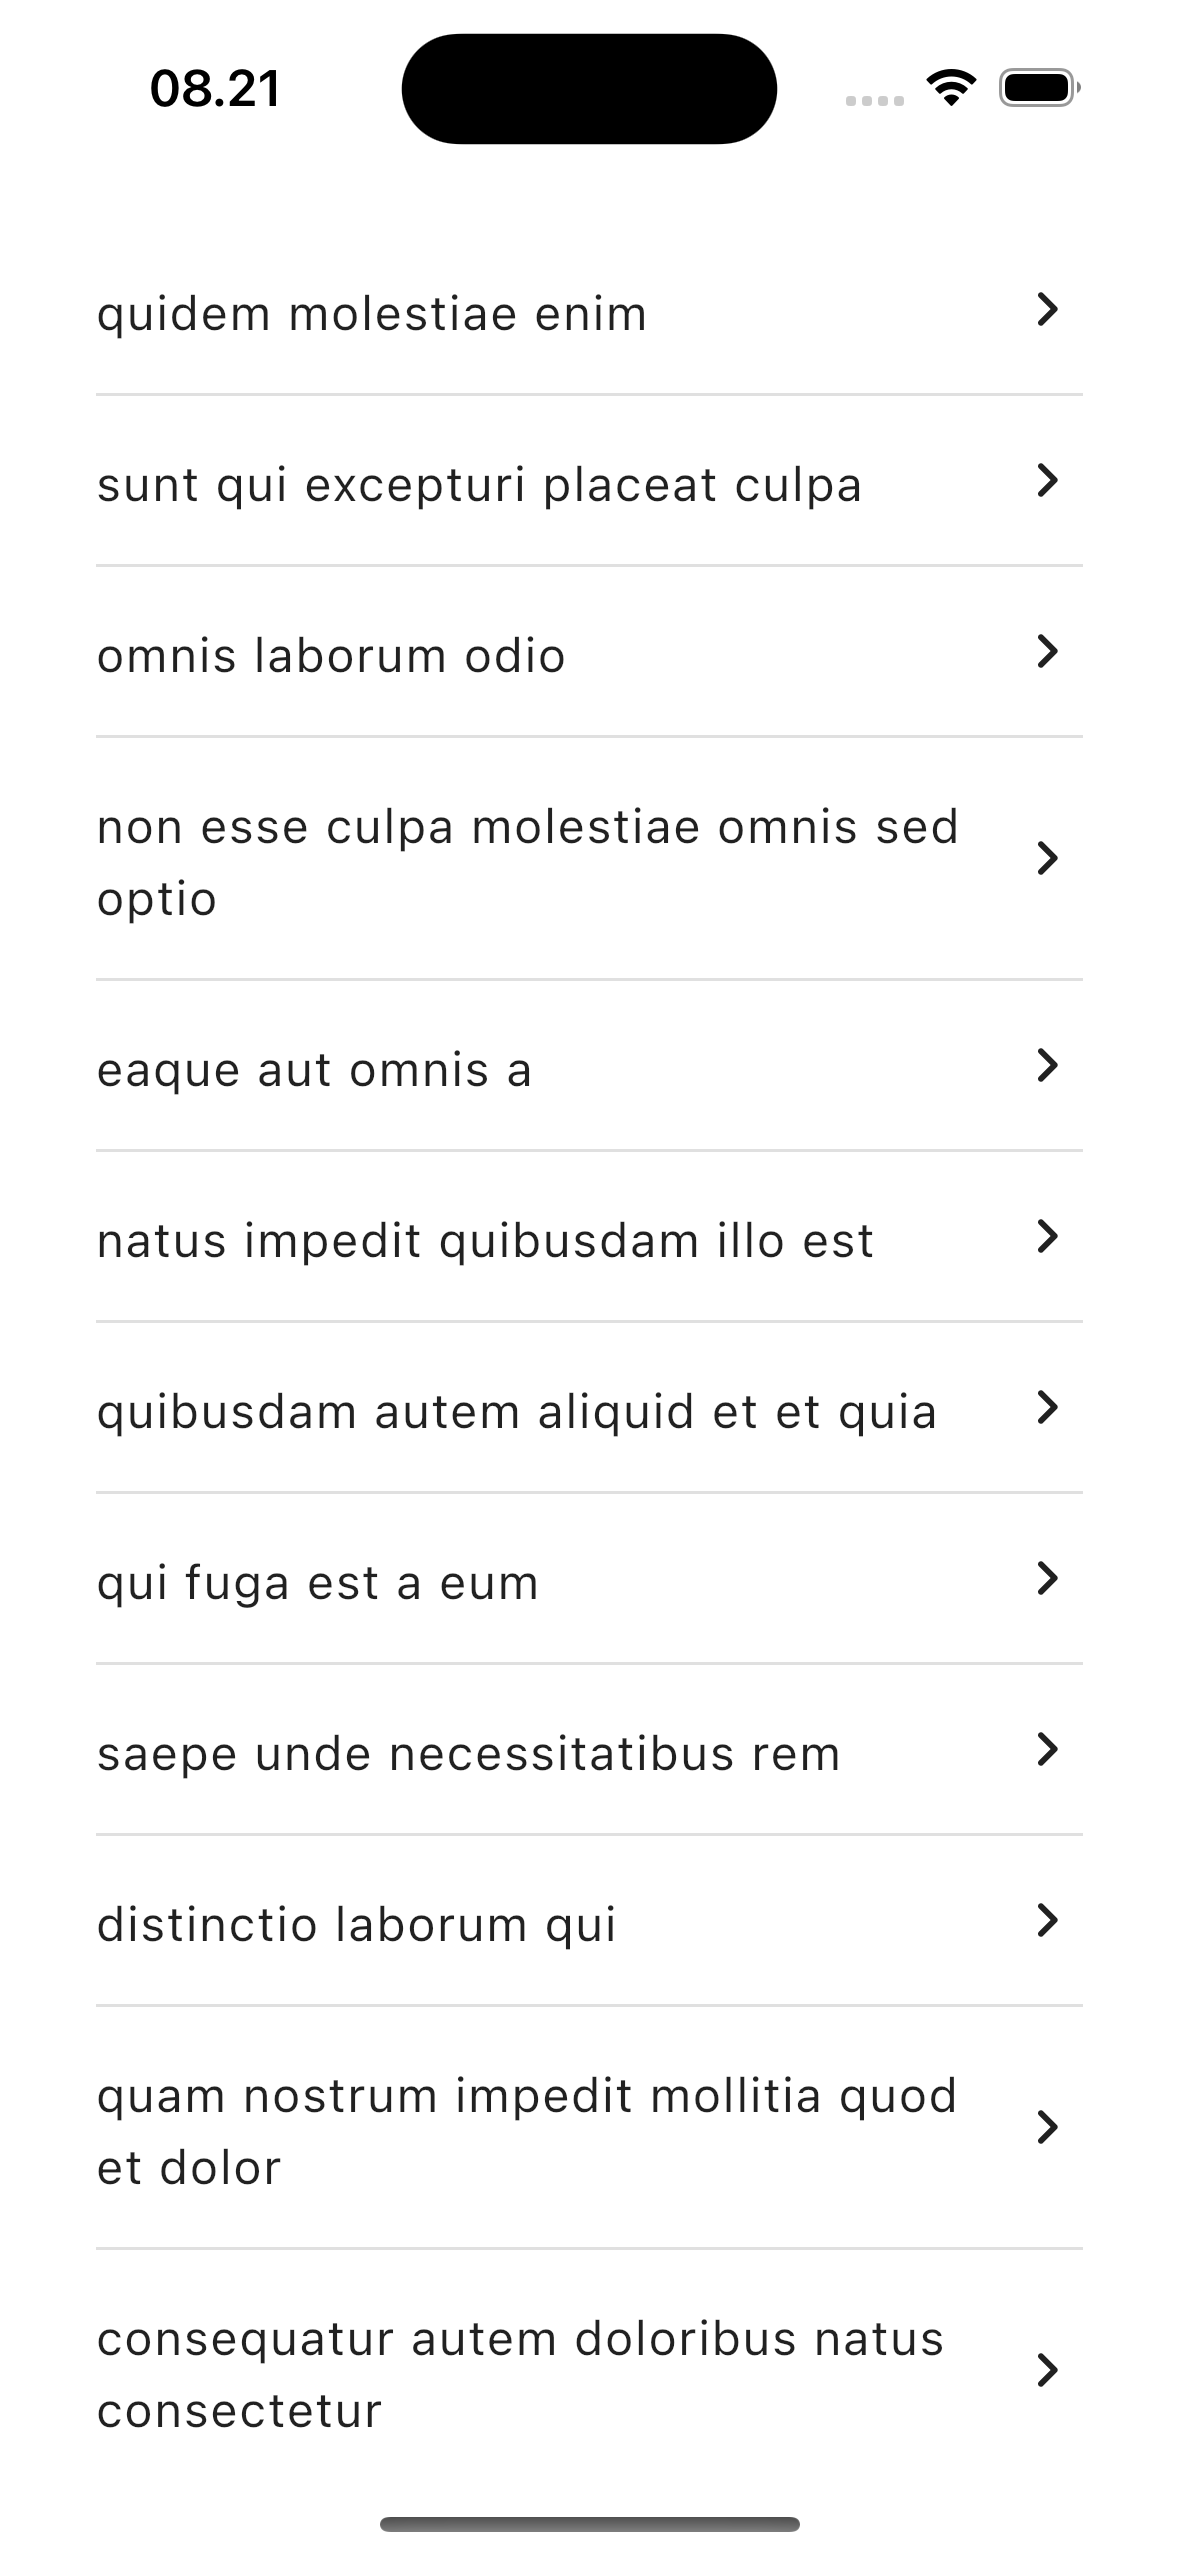 08.21
quidem molestiae enim
sunt qui excepturi placeat culpa
omnis laborum odio
non esse culpa molestiae omnis sed
optio
eaque aut omnis a
natus impedit quibusdam illo est
quibusdam autem aliquid et et quia
qui fuga est a eum
saepe unde necessitatibus rem
distinctio laborum qui
quam nostrum impedit mollitia quod
et dolor
consequatur autem doloribus natus
consectetur